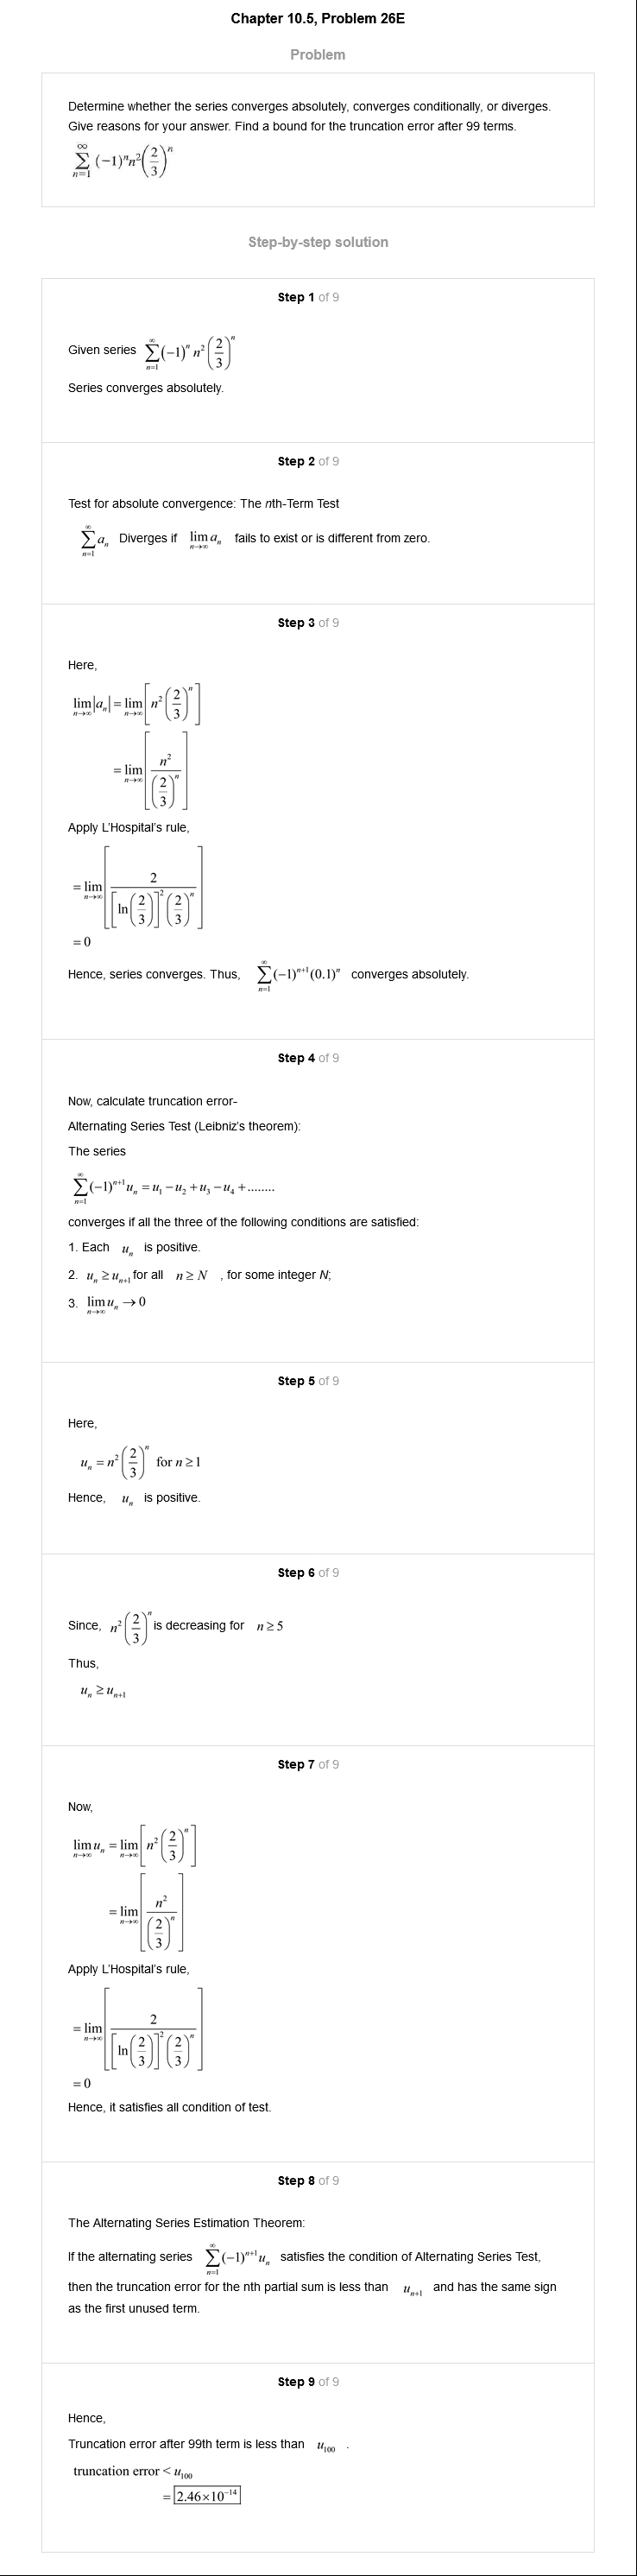 Chapter 10.5, Problem 26E
Problem
Determine whether the series converges absolutely, converges conditionally, or diverges.
Give reasons for your answer. Find a bound for the truncation error after 99 terms.
\sum_{n=1}^{\infty} (-1)^n n^2 \left(\frac{2}{3}\right)^n
Step-by-step solution
Step 1 of 9
Given series \sum_{n=1}^{\infty} (-1)^n n^2 \left(\frac{2}{3}\right)^n
Series converges absolutely.
Step 2 of 9
Test for absolute convergence: The nth-Term Test
\sum_{n=1}^{\infty} a_n Diverges if \lim_{n \to \infty} a_n fails to exist or is different from zero.
Step 3 of 9
Here,
\lim_{n \to \infty} |a_n| = \lim_{n \to \infty} \left[ n^2 \left(\frac{2}{3}\right)^n \right]
= \lim_{n \to \infty} \left[ \frac{n^2}{\left(\frac{2}{3}\right)^n} \right]
Apply L'Hospital's rule,
= \lim_{n \to \infty} \left[ \frac{2}{\left[\ln\left(\frac{2}{3}\right)\right]^2 \left(\frac{2}{3}\right)^n} \right]
= 0
Hence, series converges. Thus, \sum_{n=1}^{\infty} (-1)^{n+1} (0.1)^n converges absolutely.
Step 4 of 9
Now, calculate truncation error-
Alternating Series Test (Leibniz's theorem):
The series
\sum_{n=1}^{\infty} (-1)^{n+1} u_n = u_1 - u_2 + u_3 - u_4 + ........
converges if all the three of the following conditions are satisfied:
1. Each u_n is positive.
2. u_n ≥ u_{n+1} for all n ≥ N , for some integer N;
3. \lim_{n \to \infty} u_n → 0
Step 5 of 9
Here,
u_n = n^2 \left(\frac{2}{3}\right)^n for n ≥ 1
Hence, u_n is positive.
Step 6 of 9
Since, n^2 \left(\frac{2}{3}\right)^n is decreasing for n ≥ 5
Thus,
u_n ≥ u_{n+1}
Step 7 of 9
Now,
\lim_{n \to \infty} u_n = \lim_{n \to \infty} \left[ n^2 \left(\frac{2}{3}\right)^n \right]
= \lim_{n \to \infty} \left[ \frac{n^2}{\left(\frac{2}{3}\right)^n} \right]
Apply L'Hospital's rule,
= \lim_{n \to \infty} \left[ \frac{2}{\left[\ln\left(\frac{2}{3}\right)\right]^2 \left(\frac{2}{3}\right)^n} \right]
= 0
Hence, it satisfies all condition of test.
Step 8 of 9
The Alternating Series Estimation Theorem:
If the alternating series \sum_{n=1}^{\infty} (-1)^{n+1} u_n satisfies the condition of Alternating Series Test,
then the truncation error for the nth partial sum is less than u_{n+1} and has the same sign
as the first unused term.
Step 9 of 9
Hence,
Truncation error after 99th term is less than u_{100} .
truncation error < u_{100}
= 2.46×10^{-14}